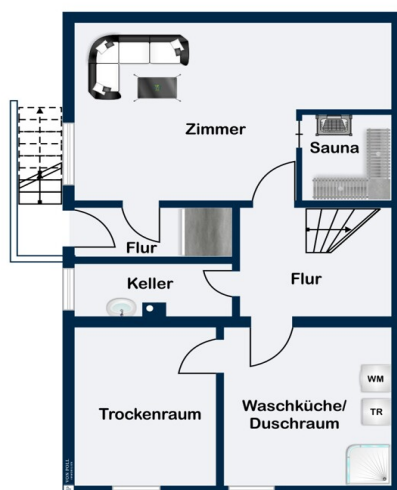 Zimmer
Sauna
Flur
Keller
Flur
WM
TR
Trockenraum
Waschküche/
Duschraum